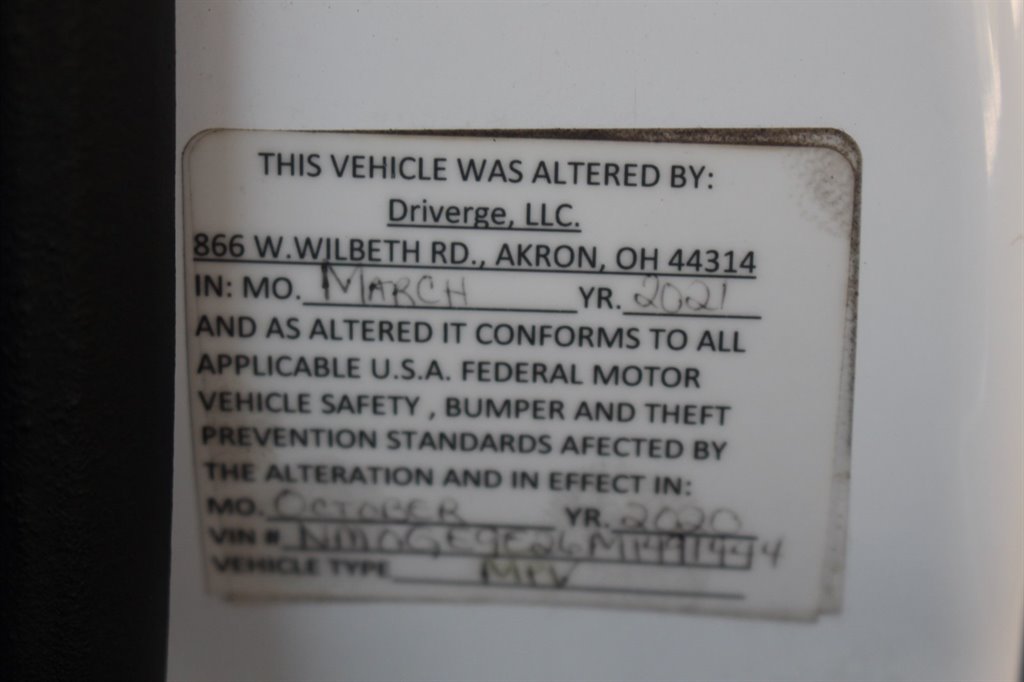 THIS VEHICLE WAS ALTERED BY:
Driverge, LLC.
866 W.WILBETH RD., AKRON, OH 44314
IN: MO. MARCH YR. 2021
AND AS ALTERED IT CONFORMS TO ALL
APPLICABLE U.S.A. FEDERAL MOTOR
VEHICLE SAFETY , BUMPER AND THEFT
PREVENTION STANDARDS AFECTED BY
THE ALTERATION AND IN EFFECT IN:
MO. OCTOBER YR. 2020
VIN # NM0GE9E26M1491444
VEHICLE TYPE MPV